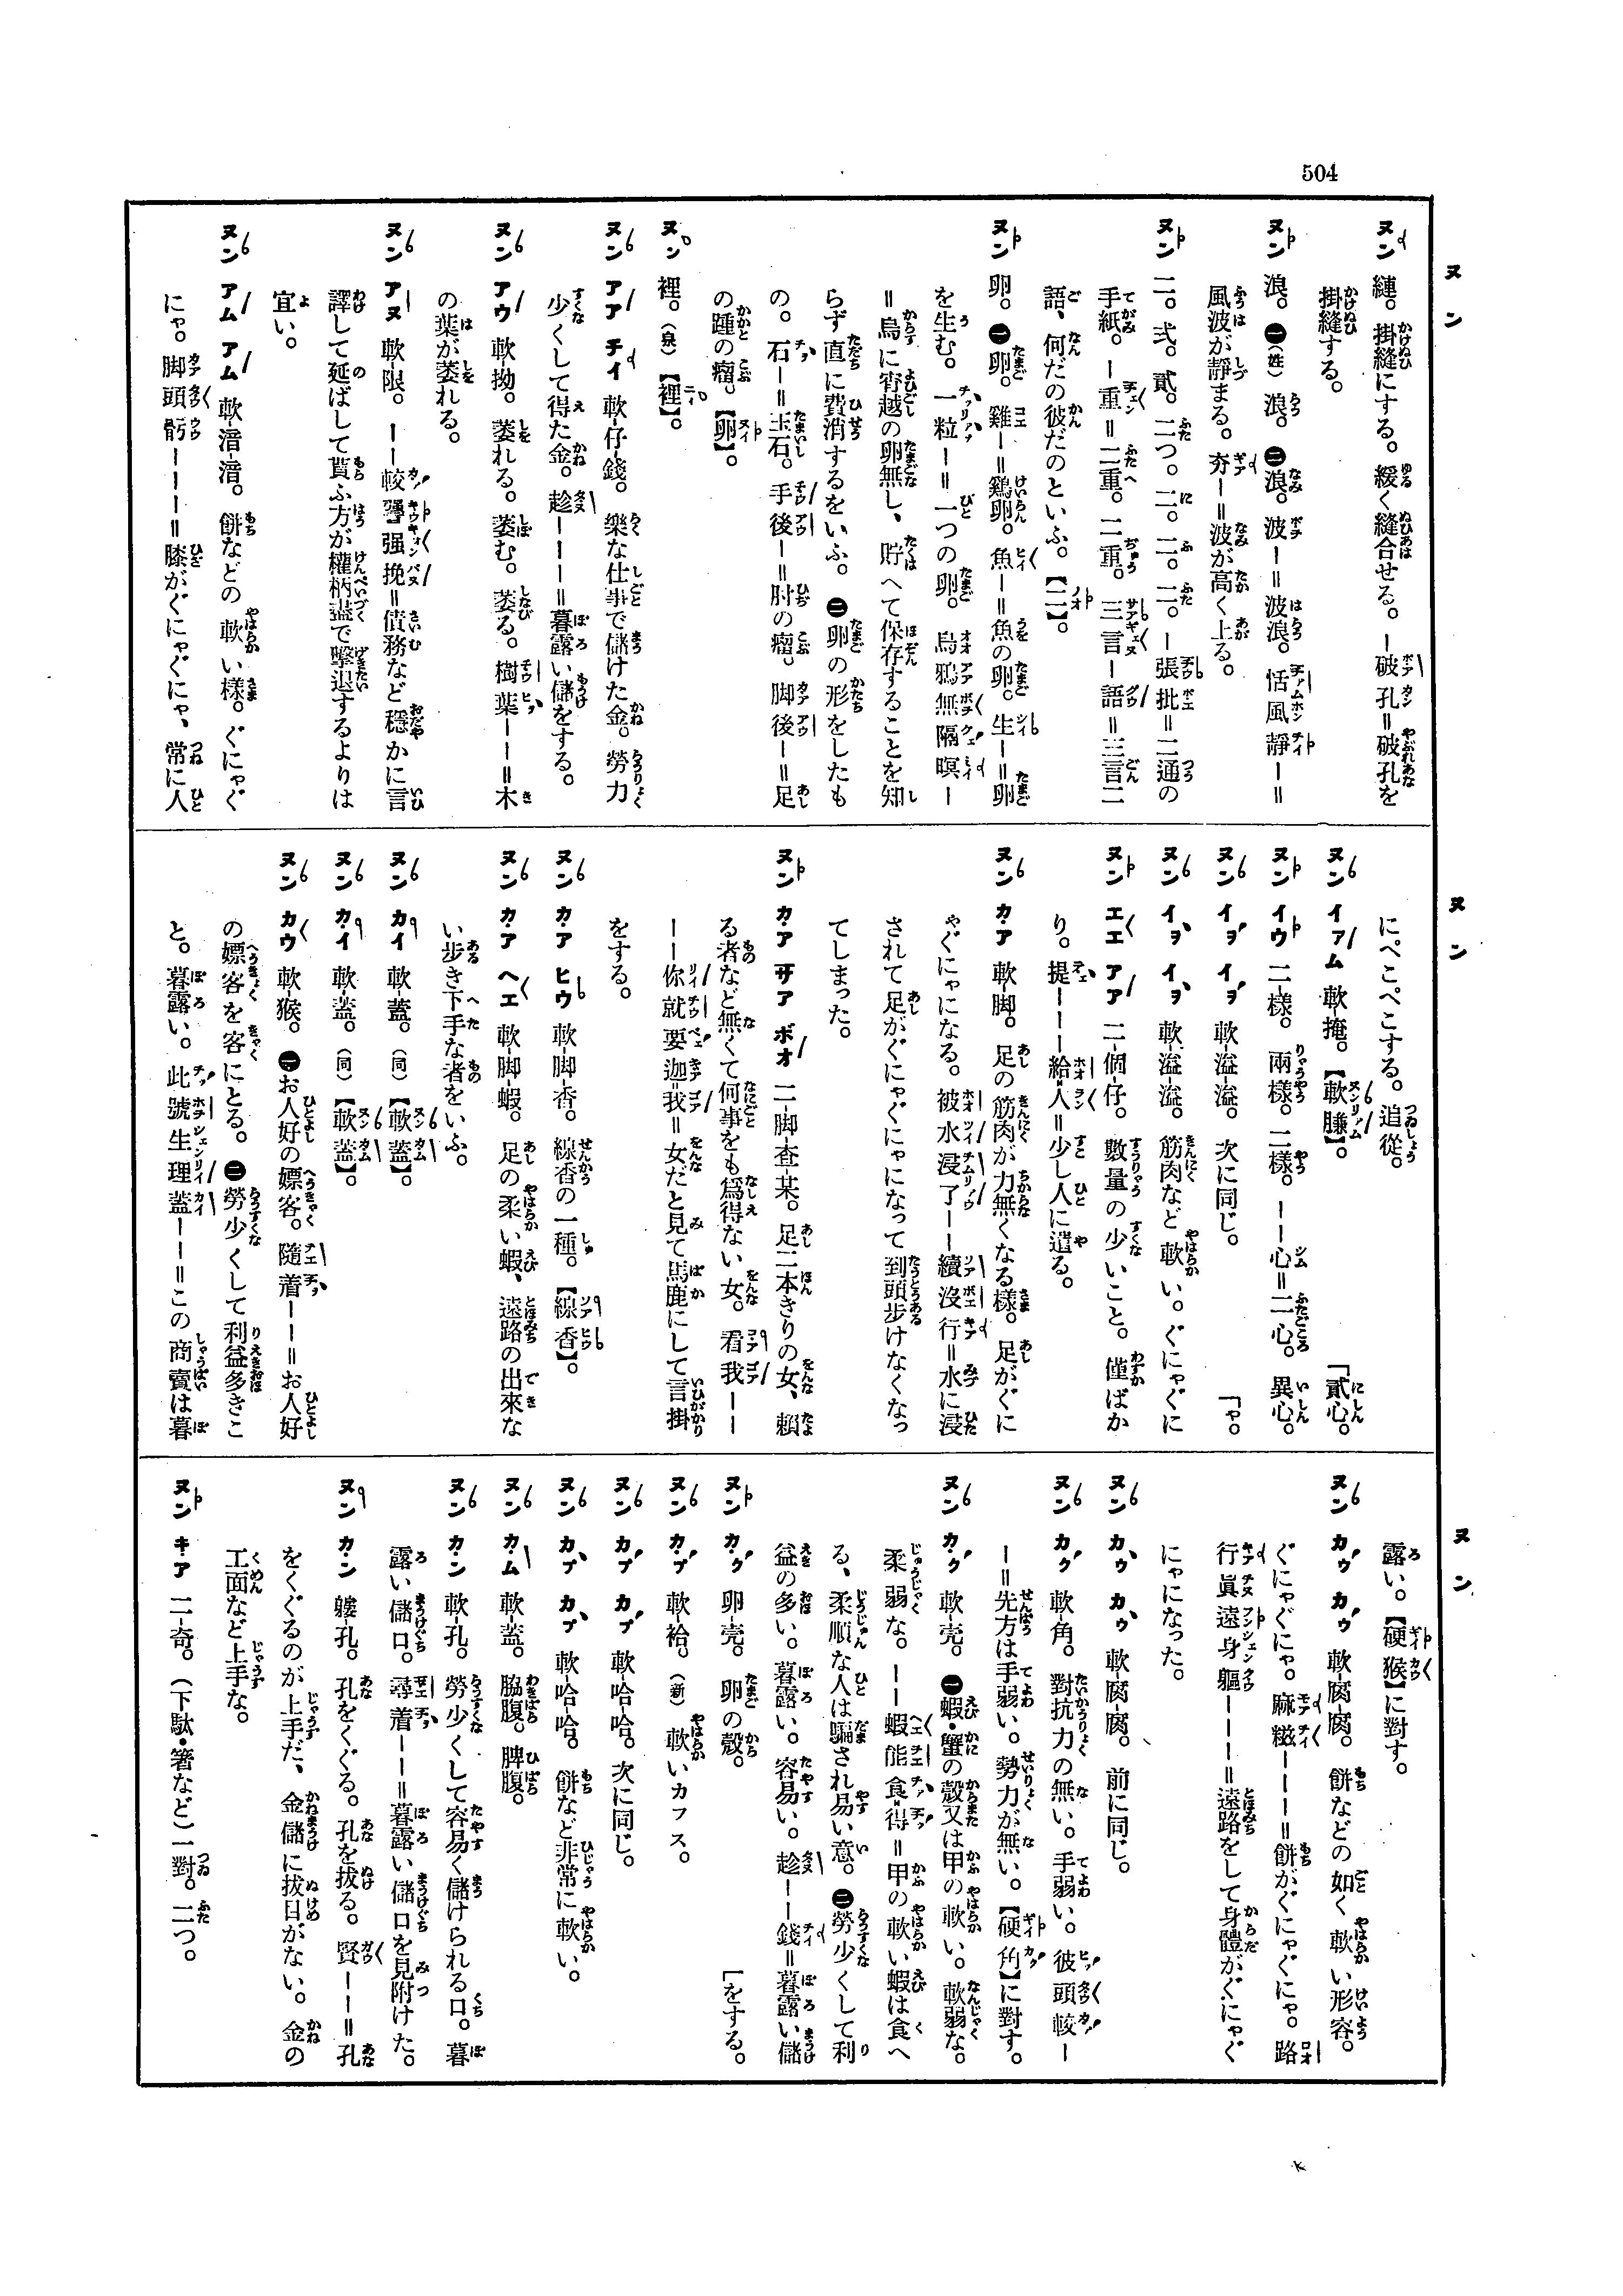 504
ヌン
ヌン 縺。掛縫にする。緩く縫合せる。ー破孔＝破孔を
掛縫する。
ヌン 浪。㊀(姓)浪。㊁浪。波ー＝波浪。恬風靜ー＝
風波が靜まる。夯ー＝波が高く上る。
ヌン 二。弍。貳。二つ。二。二。二。ー張批＝二通の
手紙。ー重＝二重。二重。三言ー語＝三言二
語、何だの彼だのといふ。【二】。
ヌン 卵。㊀卵。雞ー＝鷄卵。魚ー＝魚の卵。生ー＝卵
を生む。一粒ー＝一つの卵。烏鴉無隔暝ー
＝烏に宵越の卵無し、貯へて保存することを知
らず直に費消するをいふ。㊁卵の形をしたも
の。石ー＝玉石。手後ー＝肘の瘤。脚後ー＝足
の踵の瘤。【卵】。
ヌン 裡。(泉)【裡】。
ヌン アア チイ 軟-仔-錢。樂な仕事で儲けた金。勞力
少くして得た金。趁ーーー＝暮露い儲をする。
ヌン アウ 軟-拗。萎れる。萎む。萎る。樹葉ーー＝木
の葉が萎れる。
ヌン アヌ 軟-限。ーー較强强挽＝債務など穩かに言
譯して延ばして貰ふ方が權柄盡で擊退するよりは
宜い。
ヌン アム アム 軟-㴃-㴃。餅などの軟い樣。ぐにゃぐ
にゃ。脚頭骬ーーー＝膝がぐにゃぐにゃ、常に人
ヌン
にペこペこする。追從。
ヌン イァム 軟-掩。【軟膁】。「貳心。
ヌン イウ 二-樣。兩樣。二樣。ーー心＝二心。異心。
ヌン イヲ イヲ 軟-溢-溢。次に同じ。
ヌン イヲ イヲ 軟-溢-溢。筋肉など軟い。ぐにゃぐに「ゃ。
ヌン エエ アア 二-個-仔。數量の少いこと。僅ばか
り。提ーーー給人＝少し人に遣る。
ヌン カ・ア 軟-脚。足の筋肉が力無くなる樣。足がぐに
ゃぐにゃになる。被水浸了ーー續沒行＝水に浸
されて足がぐにゃぐにゃになって到頭步けなくなっ
てしまった。
ヌン カ・ア サア ボオ 二-脚-查-某。足二本きりの女、賴
る者など無くて何事をも爲得ない女。看我ーー
ーー你就要迦我＝女だと見て馬鹿にして言掛
をする。
ヌン カ・ア ヒウ 軟-脚-香。線香の一種。【線香】。
ヌン カ・ア ヘエ 軟-脚-蝦。足の柔い蝦、遠路の出來な
い步き下手な者をいふ。
ヌン カイ 軟-蓋。(同)【軟蓋】。
ヌン カ・イ 軟-蓋。(同)【軟蓋】。
ヌン カウ 軟-猴。㊀お人好の嫖客。隨着ーー＝お人好
の嫖客を客にとる。㊁勞少くして利益多きこ
と。暮露い。此號生理蓋ーー＝この商賣は暮
ヌン
露い。【硬猴】に對す。
ヌン カゥ カゥ 軟-腐-腐。餅などの如く軟い形容。
ぐにゃぐにゃ。麻糍ーーー＝餅がぐにゃぐにゃ。路
行眞遠身軀ーーー＝遠路をして身體がぐにゃぐ
にゃになった。
ヌン カゥ カゥ 軟-腐-腐。前に同じ。
ヌン カク 軟-角。對抗力の無い。手弱い。彼頭較ー
ー＝先方は手弱い。勢力が無い。【硬角】に對す。
ヌン カ・ク 軟-壳。㊀蝦・蟹の殼又は甲の軟い。軟弱な。
柔弱な。ーー蝦能食得＝甲の軟い蝦は食へ
る、柔順な人は騙され易い意。㊁勞少くして利
益の多い。暮露い。容易い。趁ーー錢＝暮露い儲
ヌン カ・ク 卵-壳。卵の殼。「をする。
ヌン カ・プ 軟-袷。(新)軟いカフス。
ヌン カプ カプ 軟-哈-哈。次に同じ。
ヌン カプ カプ 軟-哈-哈。餅など非常に軟い。
ヌン カ・ム 軟-蓋。脇腹。脾腹。
ヌン カ・ン 軟-孔。勞少くして容易く儲けられる口。暮
露い儲口。尋着ーー＝暮露い儲口を見附けた。
ヌン カ・ン 軁-孔。孔をくぐる。孔を拔る。賢ーー＝孔
をくぐるのが上手だ、金儲に拔目がない。金の
工面など上手な。
ヌン キ・ア 二-奇。(下駄・箸など)一對。二つ。